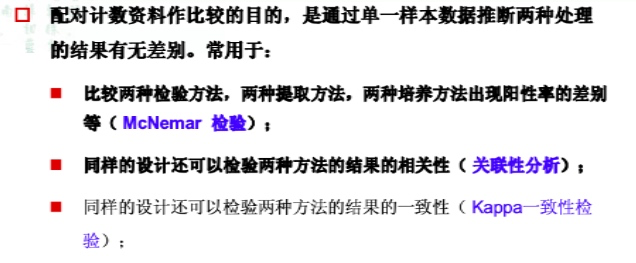 配对计数资料作比较的目的，是通过单一样本数据推断两种处理
的结果有无差别。常用于：
比较两种检验方法，两种提取方法，两种培养方法出现阳性率的差别
等（ McNemar 检验）；
同样的设计还可以检验两种方法的结果的相关性（ 关联性分析）；
同样的设计还可以检验两种方法的结果的一致性（ Kappa一致性检
验）；